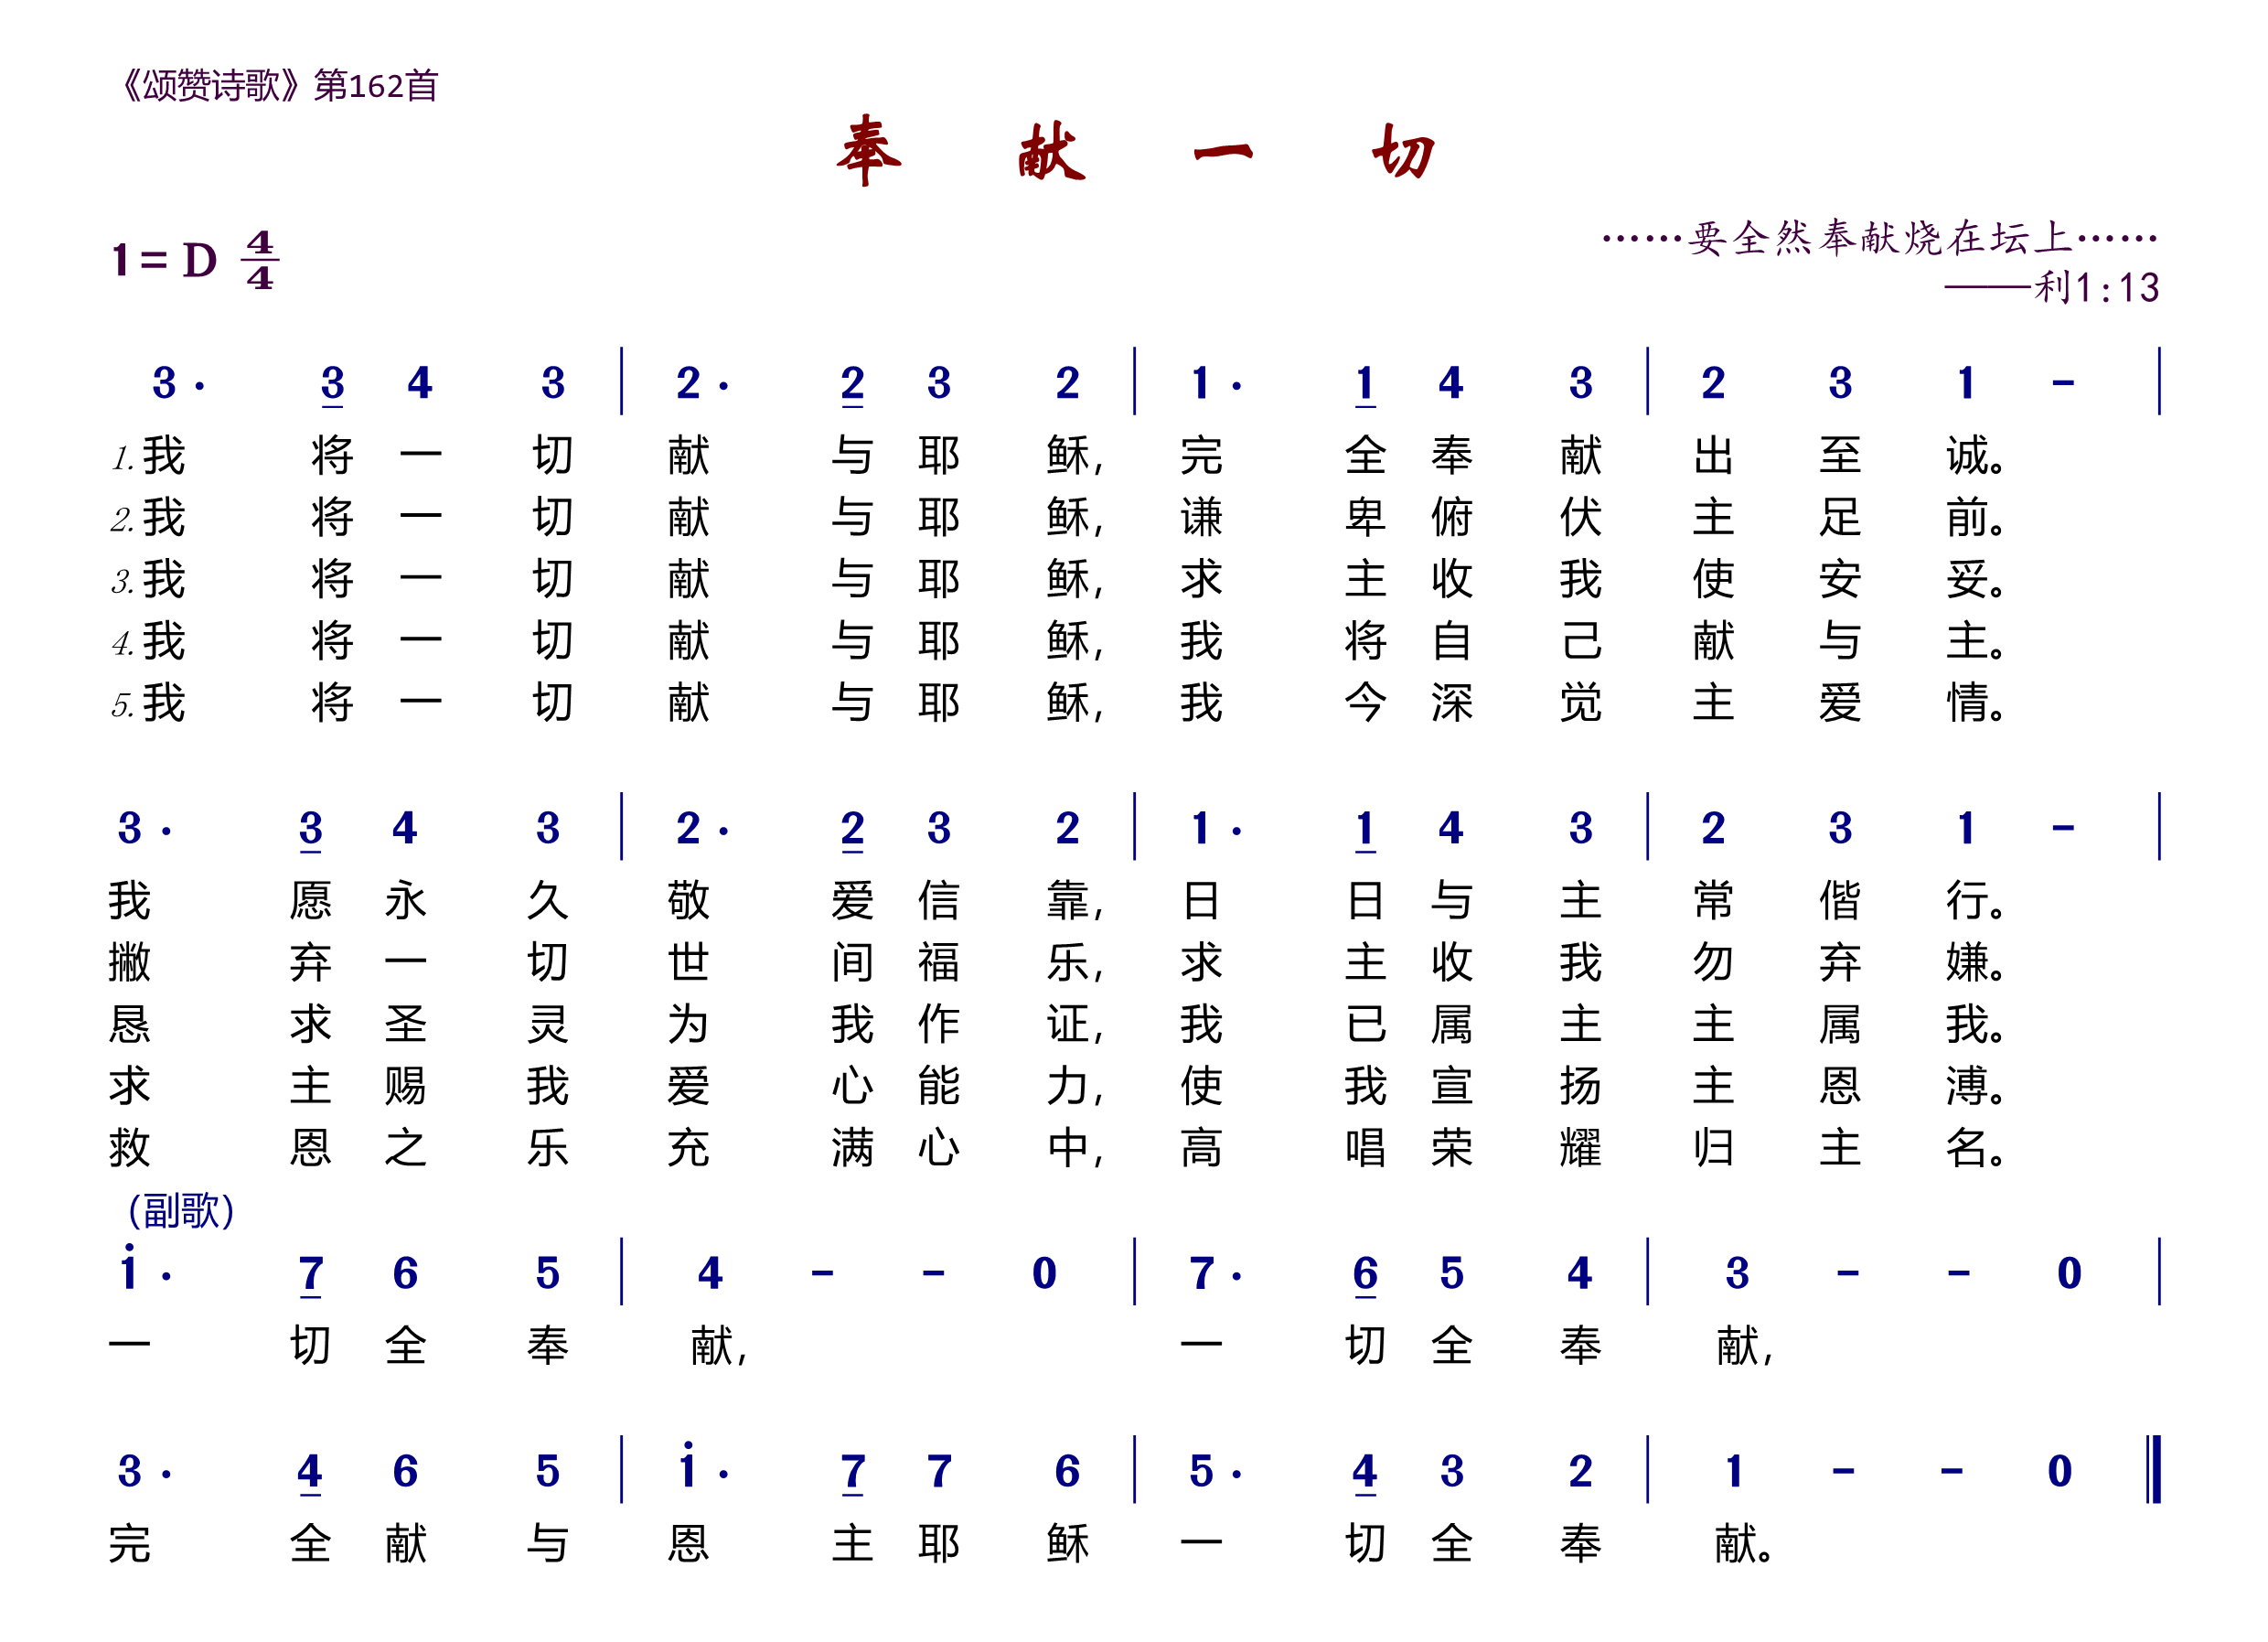 《颂赞诗歌》第162首
奉献一切
1=D 4/4
……要全然奉献烧在坛上……
——利1:13
3· 3 4 3 | 2· 2 3 2 | 1· 1 4 3 | 2 3 1 - |
1.我将一切献与耶稣,完全奉献出至诚。
2.我将一切献与耶稣,谦卑俯伏主足前。
3.我将一切献与耶稣,求主收我使安妥。
4.我将一切献与耶稣,我将自己献与主。
5.我将一切献与耶稣,我今深觉主爱情。
3· 3 4 3 | 2· 2 3 2 | 1· 1 4 3 | 2 3 1 - |
我愿永久敬爱信靠,日日与主常偕行。
撇弃一切世间福乐,求主收我勿弃嫌。
恳求圣灵为我作证,我已属主主属我。
求主赐我爱心能力,使我宣扬主恩溥。
救恩之乐充满心中,高唱荣耀归主名。
(副歌)
i· 7 6 5 | 4 - - 0 | 7· 6 5 4 | 3 - - 0 |
一切全奉献,一切全奉献,
3· 4 6 5 | i· 7 7 6 | 5· 4 3 2 | 1 - - 0 ‖
完全献与恩主耶稣一切全奉献。